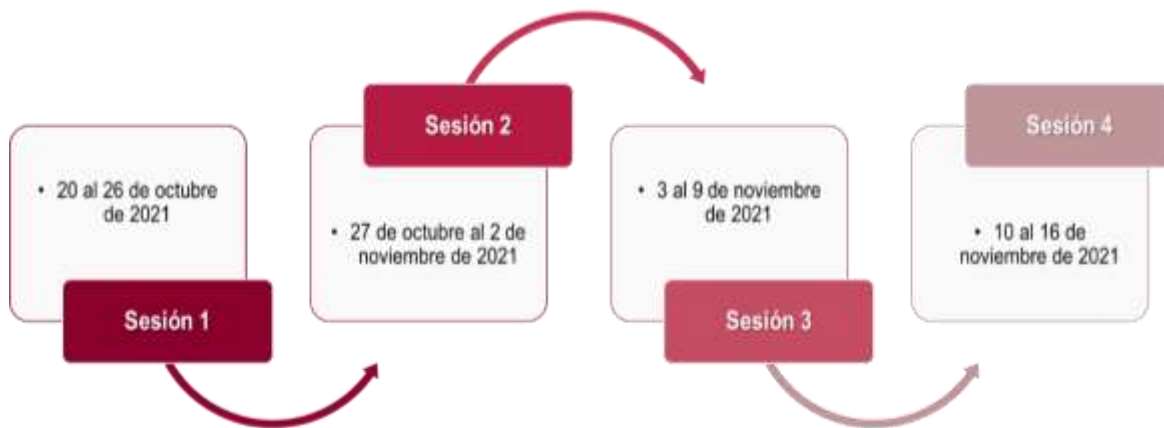 • 20 al 26 de octubre
de 2021
Sesión 1
Sesión 2
• 27 de octubre al 2 de
noviembre de 2021
• 3 al 9 de noviembre
de 2021
Sesión 3
Sesión 4
• 10 al 16 de
noviembre de 2021